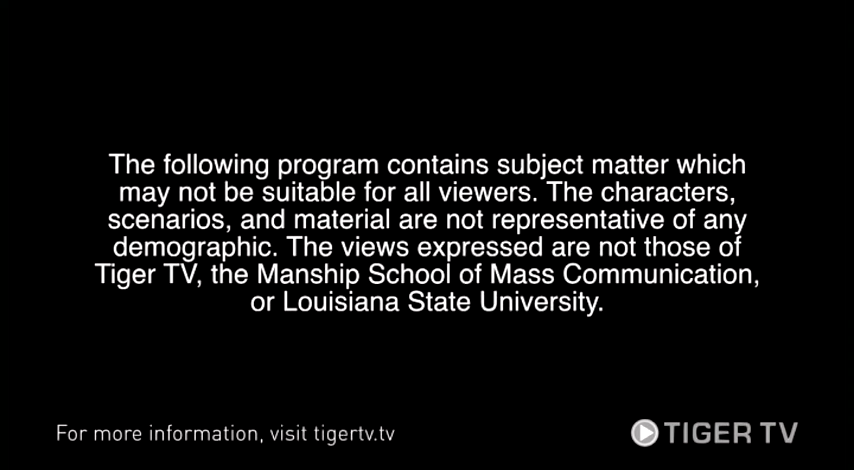 The following program contains subject matter which
may not be suitable for all viewers. The characters,
scenarios, and material are not representative of any
demographic. The views expressed are not those of
Tiger TV, the Manship School of Mass Communication,
or Louisiana State University.
For more information, visit tigertv.tv
TIGER TV